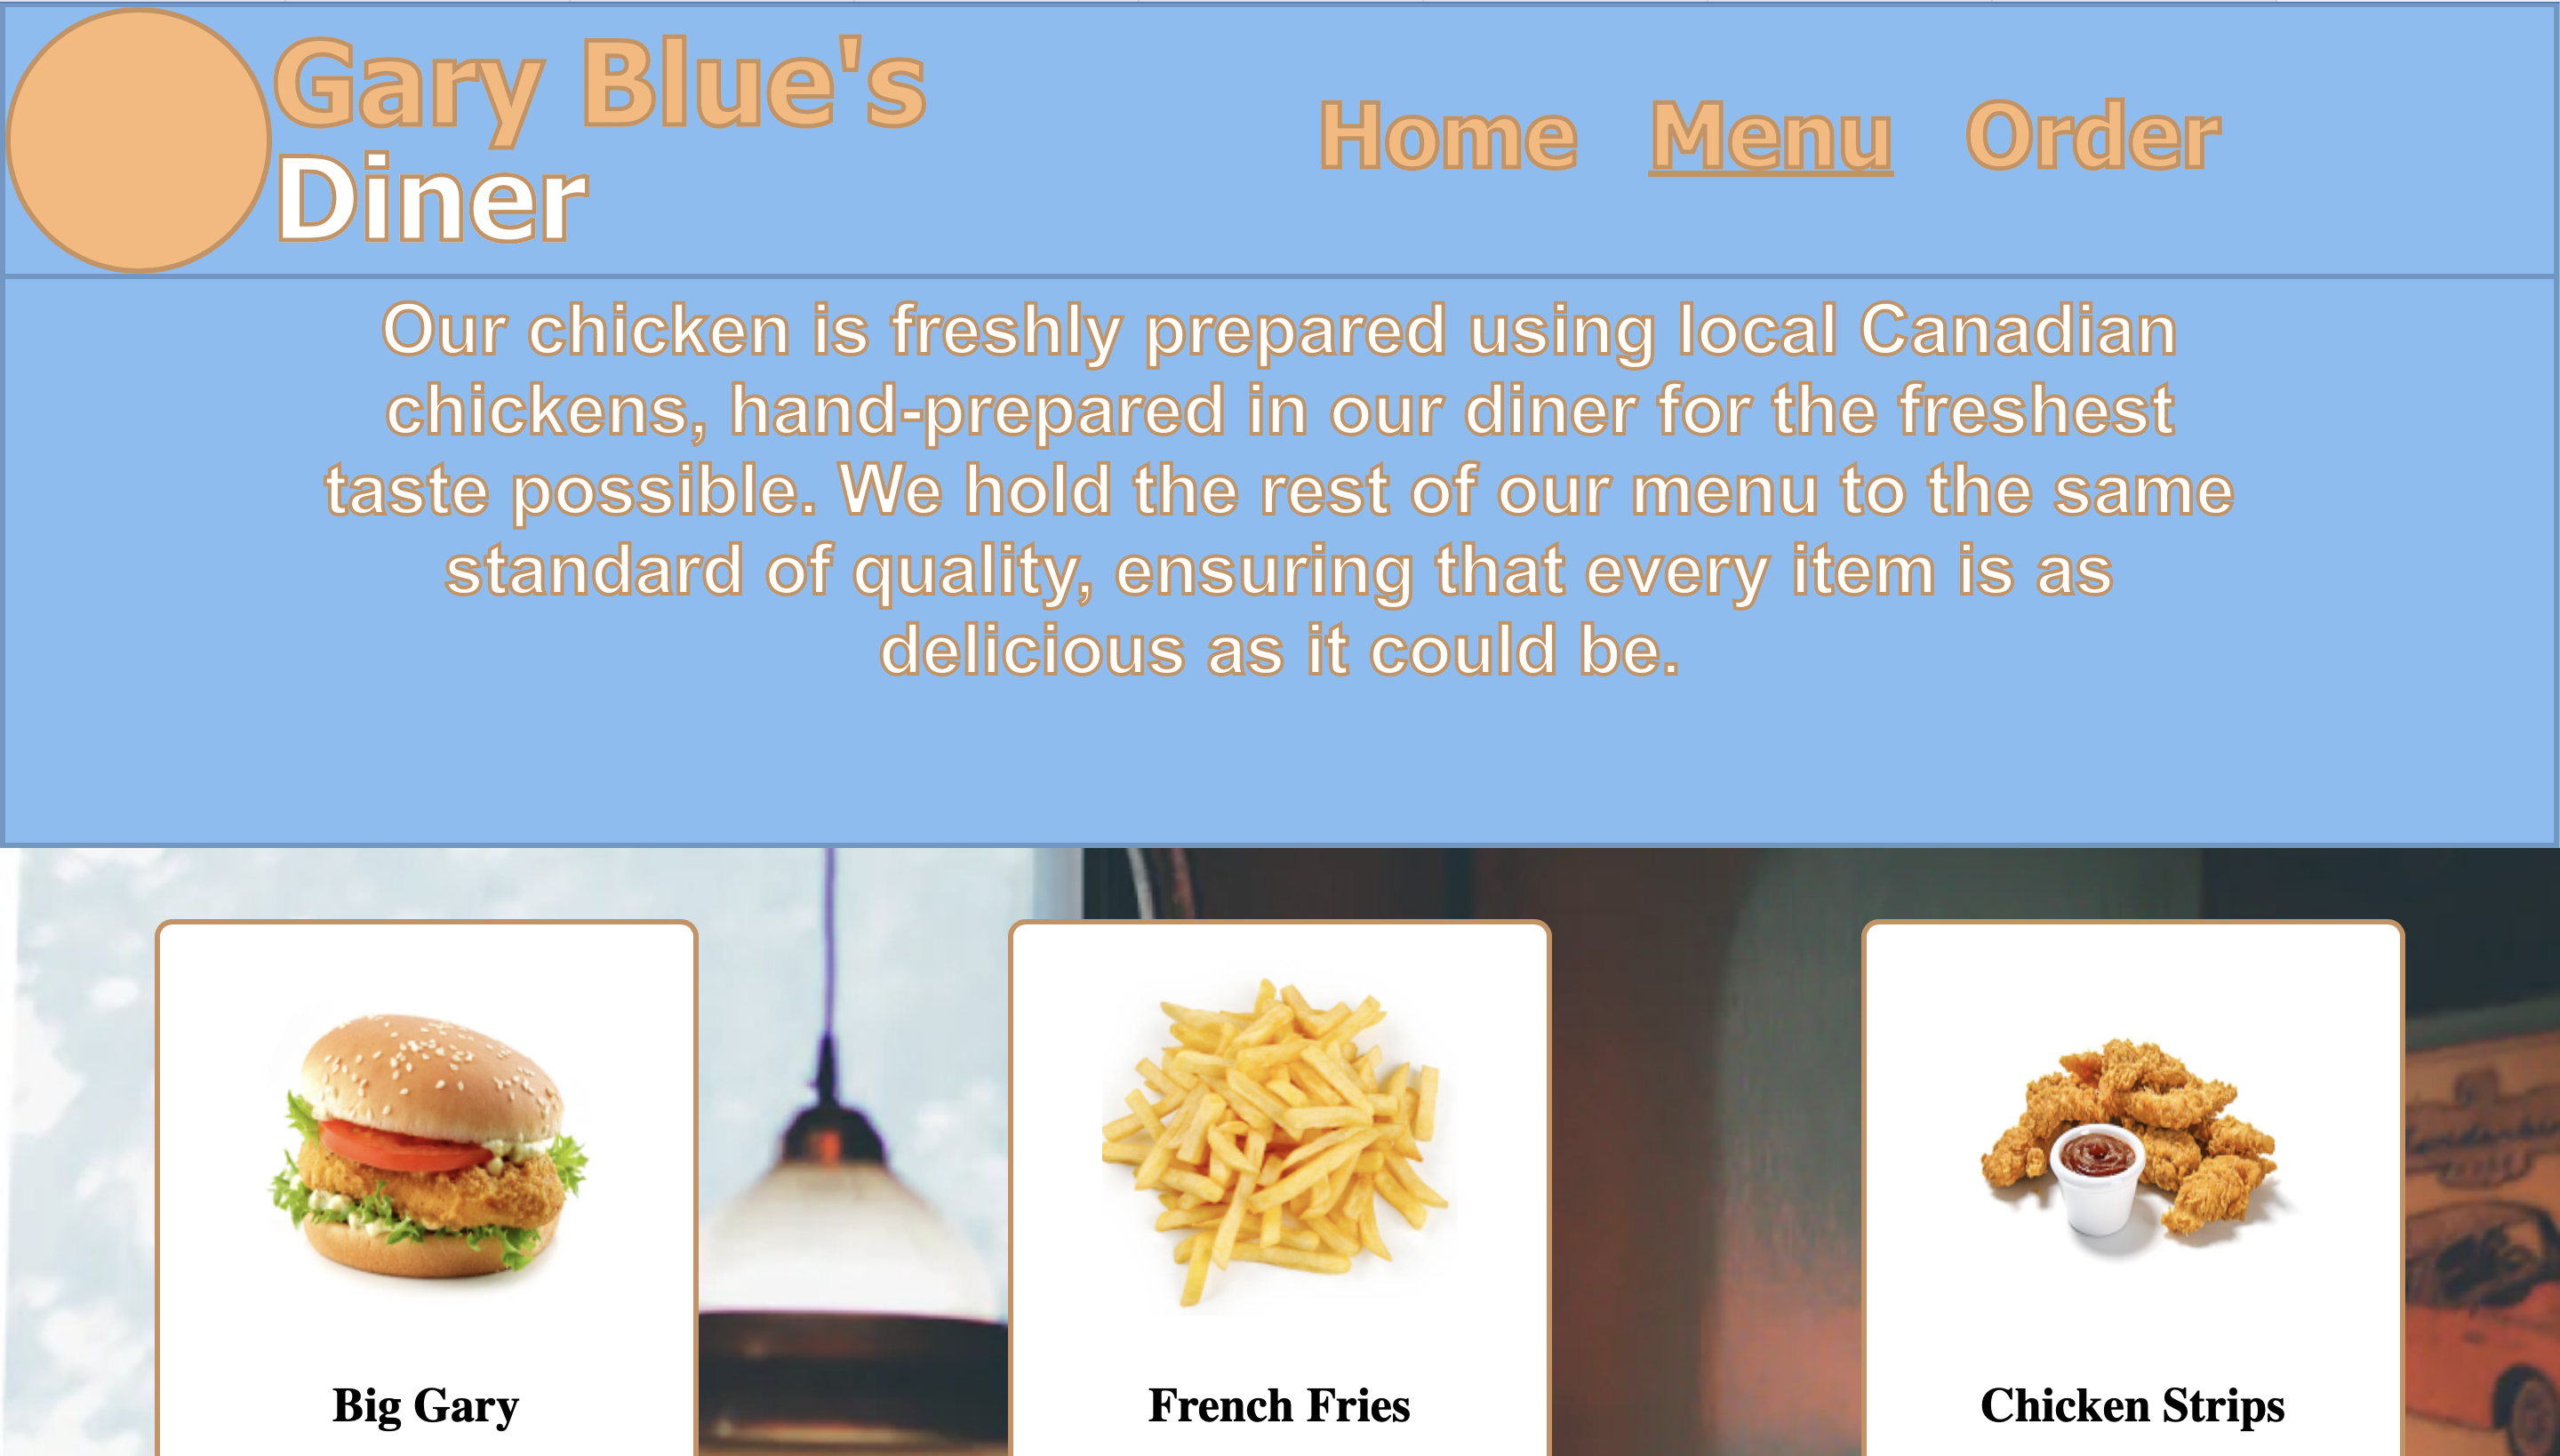 Gary Blue's
Diner
Home Menu Order
Our chicken is freshly prepared using local Canadian
chickens, hand-prepared in our diner for the freshest
taste possible. We hold the rest of our menu to the same
standard of quality, ensuring that every item is as
delicious as it could be.
Big Gary
French Fries
Chicken Strips